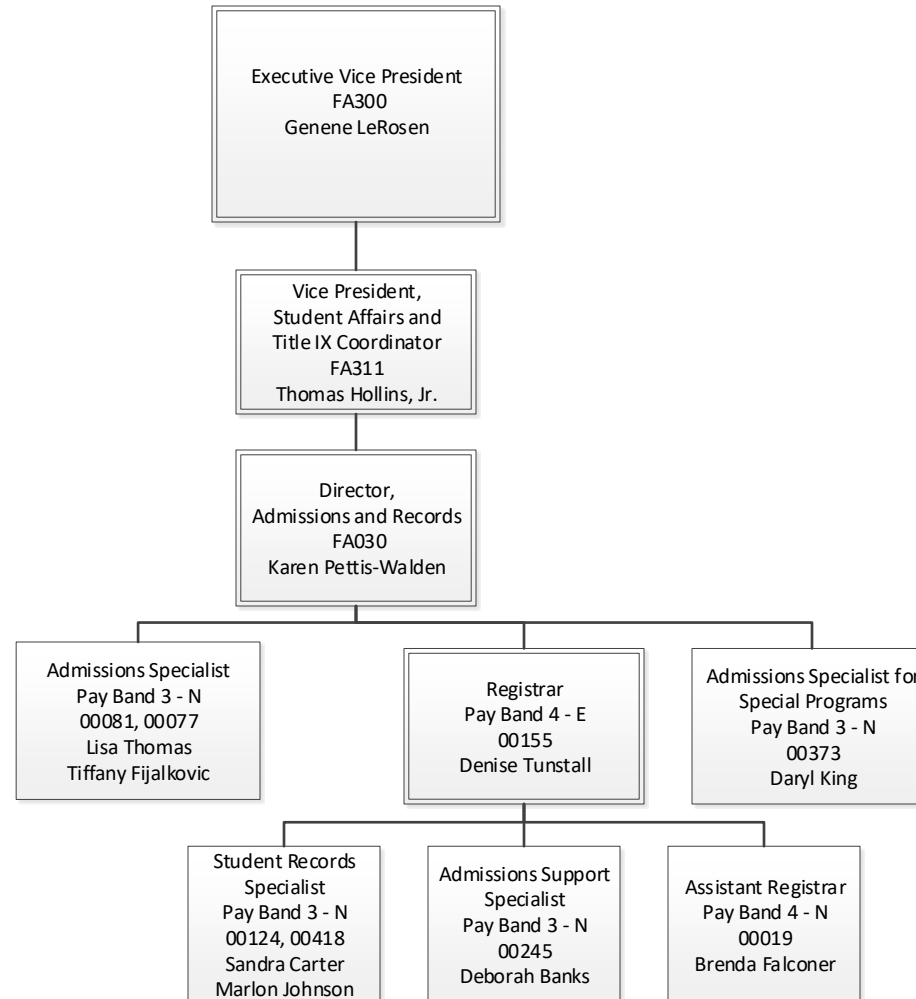 Executive Vice President
FA300
Genene LeRosen
Vice President,
Student Affairs and
Title IX Coordinator
FA311
Thomas Hollins, Jr.
Director,
Admissions and Records
FA030
Karen Pettis-Walden
Admissions Specialist
Pay Band 3 - N
00081, 00077
Lisa Thomas
Tiffany Fijalkovic
Registrar
Pay Band 4 - E
00155
Denise Tunstall
Admissions Specialist for
Special Programs
Pay Band 3 - N
00373
Daryl King
Student Records
Specialist
Pay Band 3 - N
00124, 00418
Sandra Carter
Marlon Johnson
Admissions Support
Specialist
Pay Band 3 - N
00245
Deborah Banks
Assistant Registrar
Pay Band 4 - N
00019
Brenda Falconer